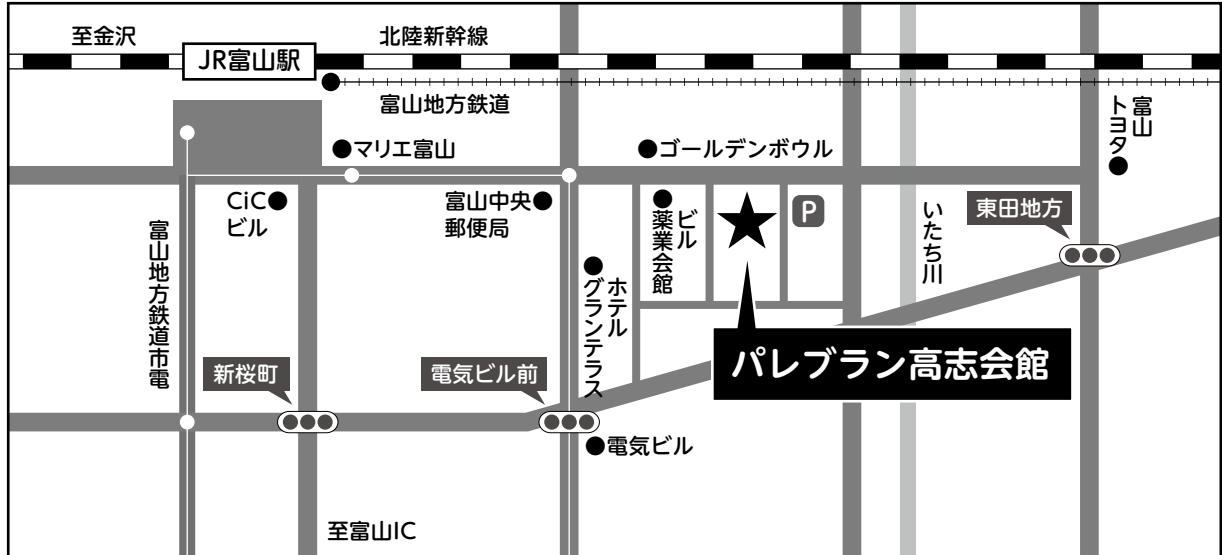 至金沢
北陸新幹線
JR富山駅
富山地方鉄道
富山
トヨタ
マリエ富山
ゴールデンボウル
CiC
ビル
富山中央
郵便局
薬業会館
ビル
P
いたち川
東田地方
富山地方鉄道市電
ホテル
グランテラス
パレブラン高志会館
新桜町
電気ビル前
電気ビル
至富山IC